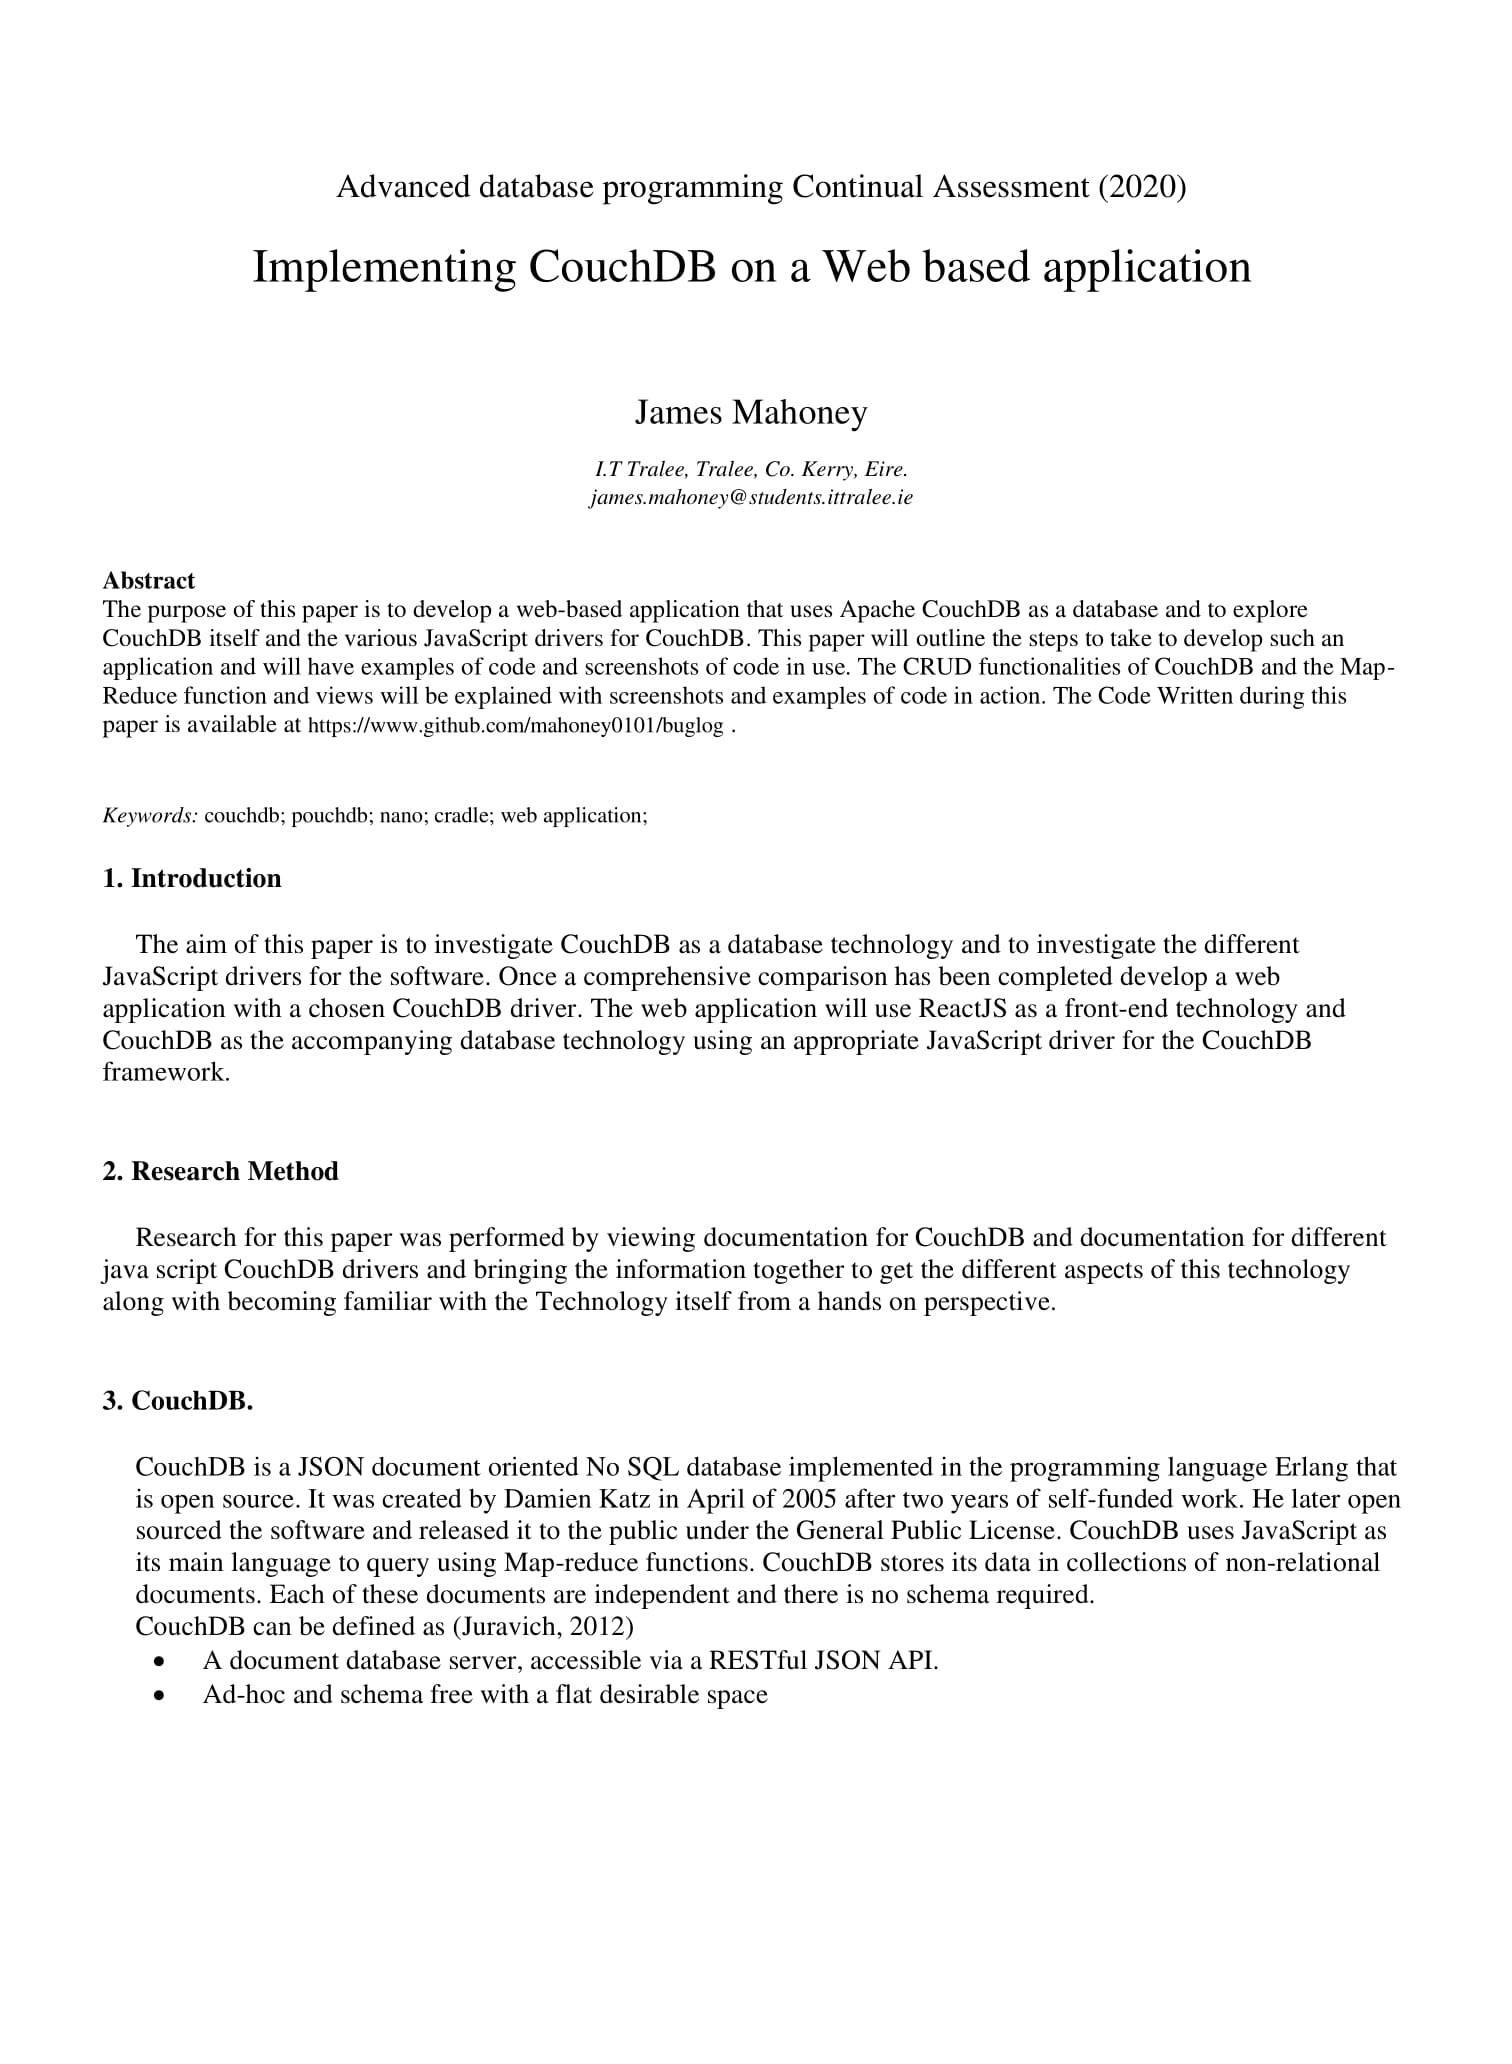 Advanced database programming Continual Assessment (2020)
Implementing CouchDB on a Web based application
James Mahoney
I.T Tralee, Tralee, Co. Kerry, Eire.
james.mahoney@students.ittralee.ie
Abstract
The purpose of this paper is to develop a web-based application that uses Apache CouchDB as a database and to explore
CouchDB itself and the various JavaScript drivers for CouchDB. This paper will outline the steps to take to develop such an
application and will have examples of code and screenshots of code in use. The CRUD functionalities of CouchDB and the Map-
Reduce function and views will be explained with screenshots and examples of code in action. The Code Written during this
paper is available at https://www.github.com/mahoney0101/buglog .
Keywords: couchdb; pouchdb; nano; cradle; web application;
1. Introduction
The aim of this paper is to investigate CouchDB as a database technology and to investigate the different
JavaScript drivers for the software. Once a comprehensive comparison has been completed develop a web
application with a chosen CouchDB driver. The web application will use ReactJS as a front-end technology and
CouchDB as the accompanying database technology using an appropriate JavaScript driver for the CouchDB
framework.
2. Research Method
Research for this paper was performed by viewing documentation for CouchDB and documentation for different
java script CouchDB drivers and bringing the information together to get the different aspects of this technology
along with becoming familiar with the Technology itself from a hands on perspective.
3. CouchDB.
CouchDB is a JSON document oriented No SQL database implemented in the programming language Erlang that
is open source. It was created by Damien Katz in April of 2005 after two years of self-funded work. He later open
sourced the software and released it to the public under the General Public License. CouchDB uses JavaScript as
its main language to query using Map-reduce functions. CouchDB stores its data in collections of non-relational
documents. Each of these documents are independent and there is no schema required.
CouchDB can be defined as (Juravich, 2012)
• A document database server, accessible via a RESTful JSON API.
• Ad-hoc and schema free with a flat desirable space